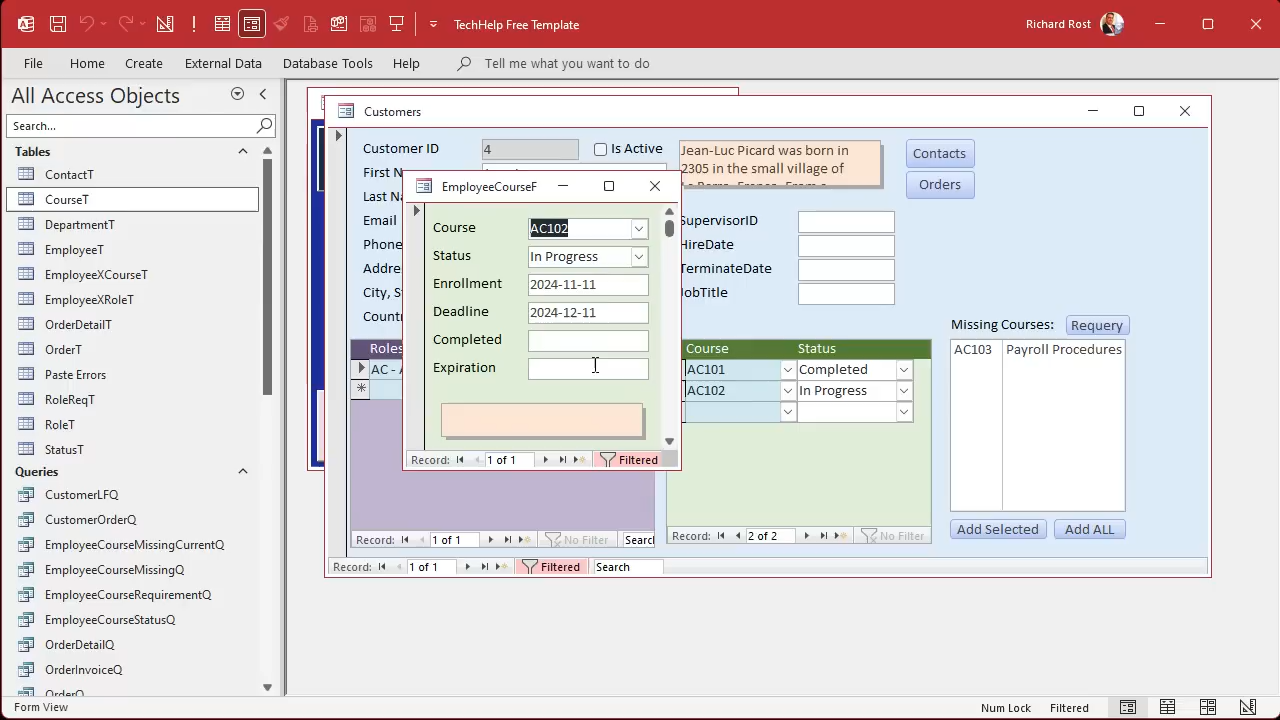 TechHelp Free Template
Richard Rost
File Home Create External Data Database Tools Help Tell me what you want to do
All Access Objects
Search...
Tables
ContactT
CourseT
DepartmentT
EmployeeT
EmployeeXCourseT
EmployeeXRoleT
OrderDetailT
OrderT
Paste Errors
RoleReqT
RoleT
StatusT
Queries
CustomerLFQ
CustomerOrderQ
EmployeeCourseMissingCurrentQ
EmployeeCourseMissingQ
EmployeeCourseRequirementQ
EmployeeCourseStatusQ
OrderDetailQ
OrderInvoiceQ
OrderQ
Customers
Customer ID 4 Is Active
First N
Last Na
Email
Phone
Addre
City, St
Countr
Jean-Luc Picard was born in
2305 in the small village of
Contacts
Orders
SupervisorID
HireDate
TerminateDate
JobTitle
EmployeeCourseF
Course AC102
Status In Progress
Enrollment 2024-11-11
Deadline 2024-12-11
Completed
Expiration
Record: 1 of 1 Filtered
Roles
AC - A
Record: 1 of 1 No Filter Searc
Course Status
AC101 Completed
AC102 In Progress
Record: 2 of 2 No Filter
Missing Courses: Requery
AC103 Payroll Procedures
Add Selected Add ALL
Record: 1 of 1 Filtered Search
Form View Num Lock Filtered